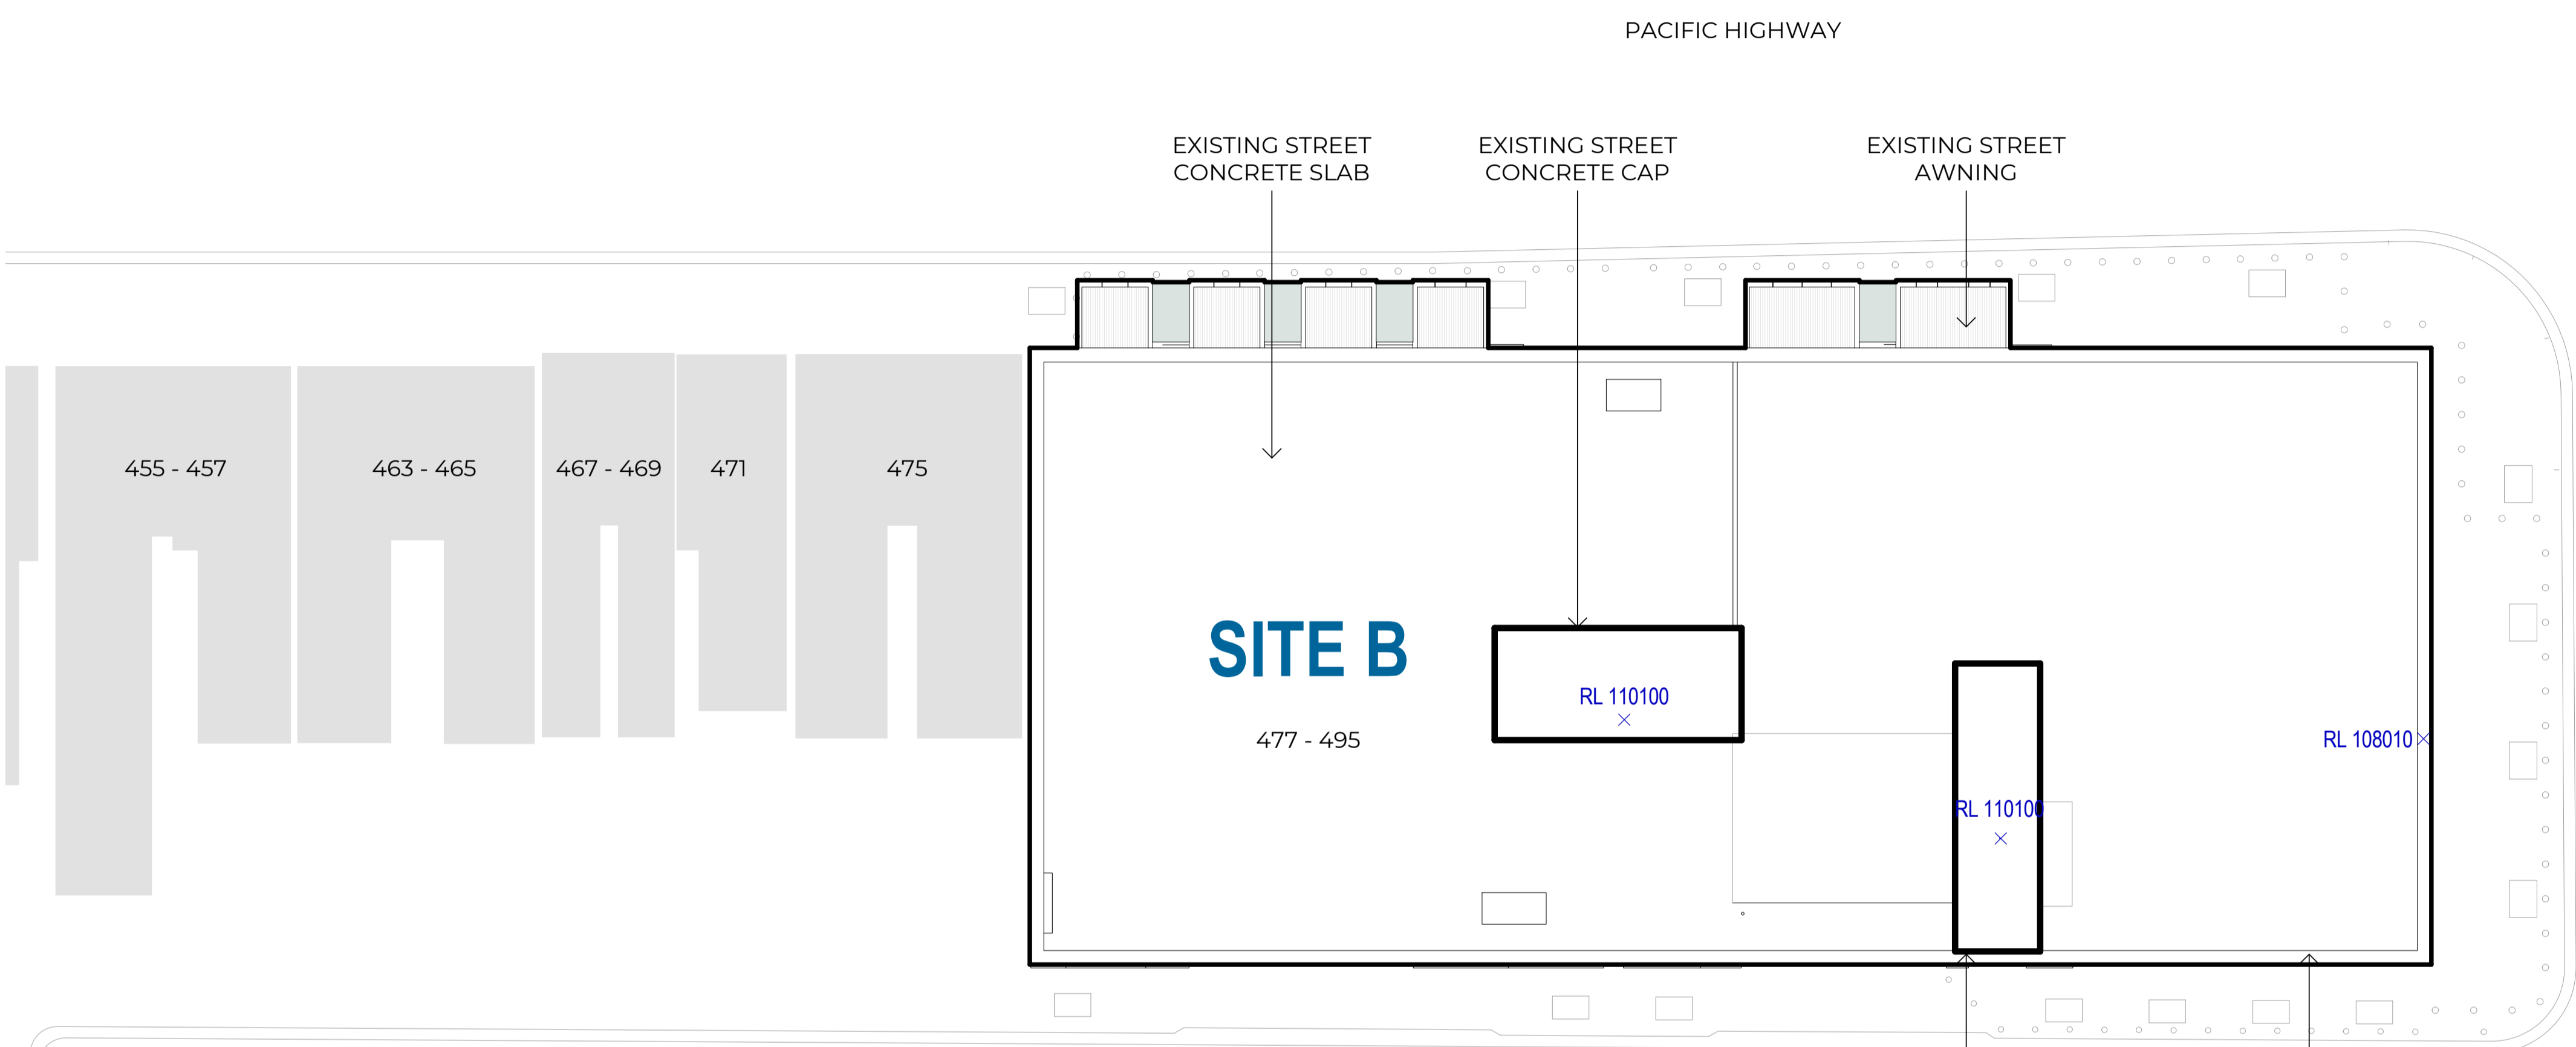 PACIFIC HIGHWAY
EXISTING STREET
CONCRETE SLAB
EXISTING STREET
CONCRETE CAP
EXISTING STREET
AWNING
455 - 457
463 - 465
467 - 469
471
475
SITE B
477 - 495
RL 110100
RL 110100
RL 108010